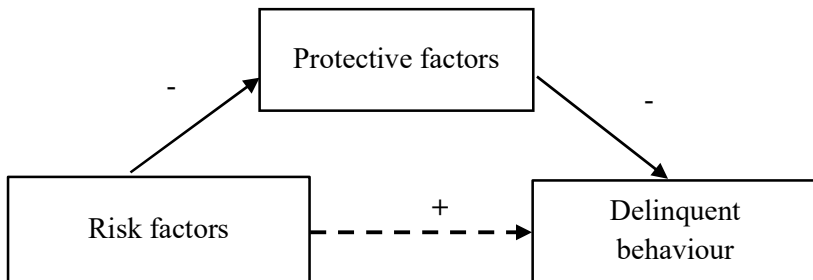 Protective factors
-
-
Risk factors
+
Delinquent
behaviour